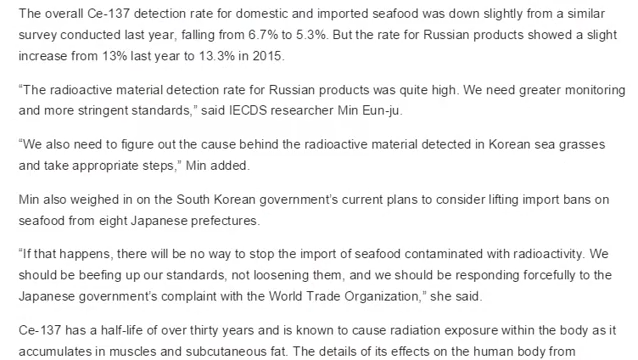 The overall Ce-137 detection rate for domestic and imported seafood was down slightly from a similar
survey conducted last year, falling from 6.7% to 5.3%. But the rate for Russian products showed a slight
increase from 13% last year to 13.3% in 2015.
“The radioactive material detection rate for Russian products was quite high. We need greater monitoring
and more stringent standards,” said IECDS researcher Min Eun-ju.
“We also need to figure out the cause behind the radioactive material detected in Korean sea grasses
and take appropriate steps,” Min added.
Min also weighed in on the South Korean government’s current plans to consider lifting import bans on
seafood from eight Japanese prefectures.
“If that happens, there will be no way to stop the import of seafood contaminated with radioactivity. We
should be beefing up our standards, not loosening them, and we should be responding forcefully to the
Japanese government’s complaint with the World Trade Organization,” she said.
Ce-137 has a half-life of over thirty years and is known to cause radiation exposure within the body as it
accumulates in muscles and subcutaneous fat. The details of its effects on the human body from